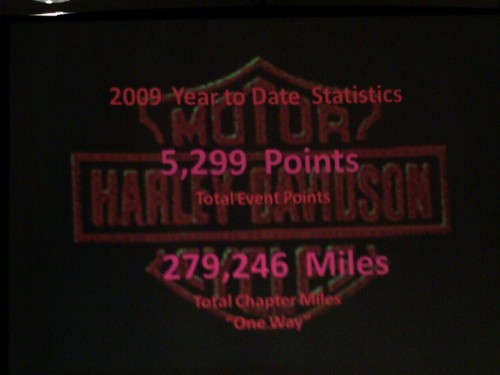 2009 Year to Date Statistics
MOTOR
5,299 Points
Total Event Points
HARLEY-DAVIDSON
279,246 Miles
Total Chapter Miles
"One Way"